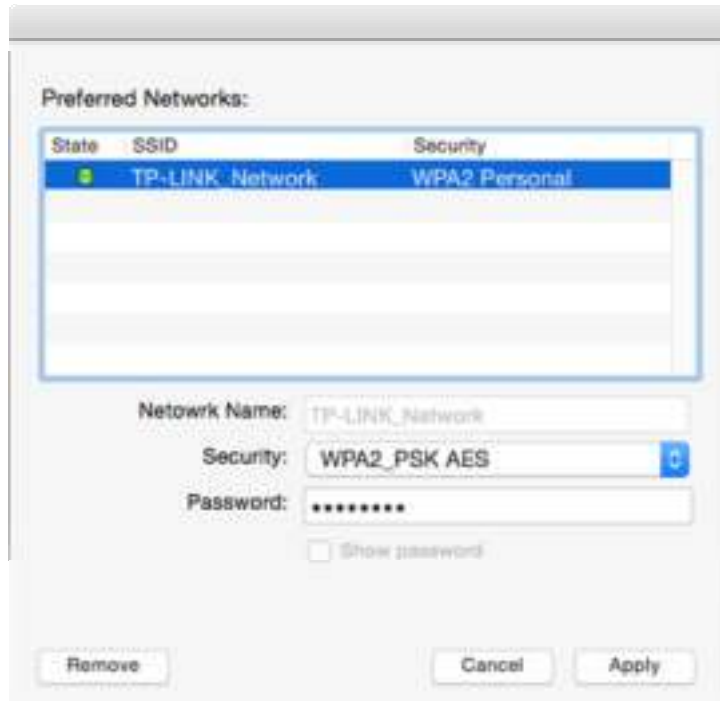 Preferred Networks:
State SSID Security
TP-LINK_Network WPA2 Personal
Netowrk Name: TP-LINK_Network
Security: WPA2_PSK AES
Password: ••••••••
Show password
Remove Cancel Apply